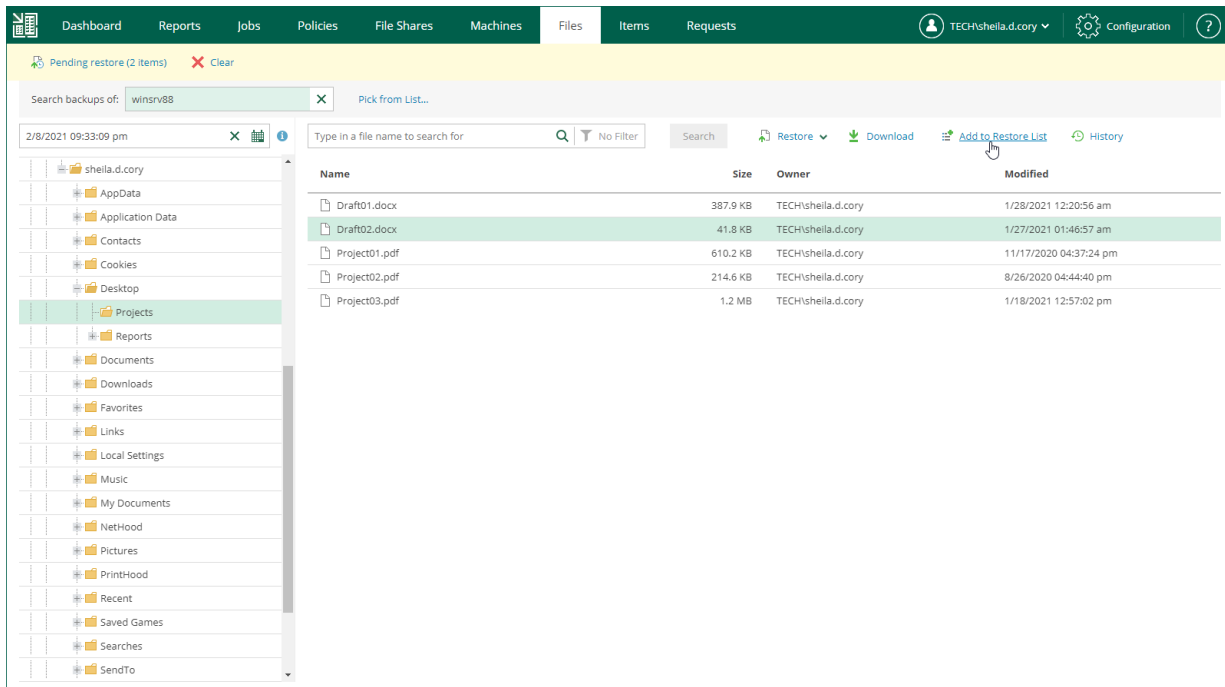 Dashboard Reports Jobs Policies File Shares Machines Files Items Requests TECH\sheila.d.cory Configuration ?
Pending restore (2 items) Clear
Search backups of: winsrv88 Pick from List...
2/8/2021 09:33:09 pm Type in a file name to search for No Filter Search Restore Download Add to Restore List History
sheila.d.cory
AppData
Application Data
Contacts
Cookies
Desktop
Projects
Reports
Documents
Downloads
Favorites
Links
Local Settings
Music
My Documents
NetHood
Pictures
PrintHood
Recent
Saved Games
Searches
SendTo
Name Size Owner Modified
Draft01.docx 387.9 KB TECH\sheila.d.cory 1/28/2021 12:20:56 am
Draft02.docx 41.8 KB TECH\sheila.d.cory 1/27/2021 01:46:57 am
Project01.pdf 610.2 KB TECH\sheila.d.cory 11/17/2020 04:37:24 pm
Project02.pdf 214.6 KB TECH\sheila.d.cory 8/26/2020 04:44:40 pm
Project03.pdf 1.2 MB TECH\sheila.d.cory 1/18/2021 12:57:02 pm